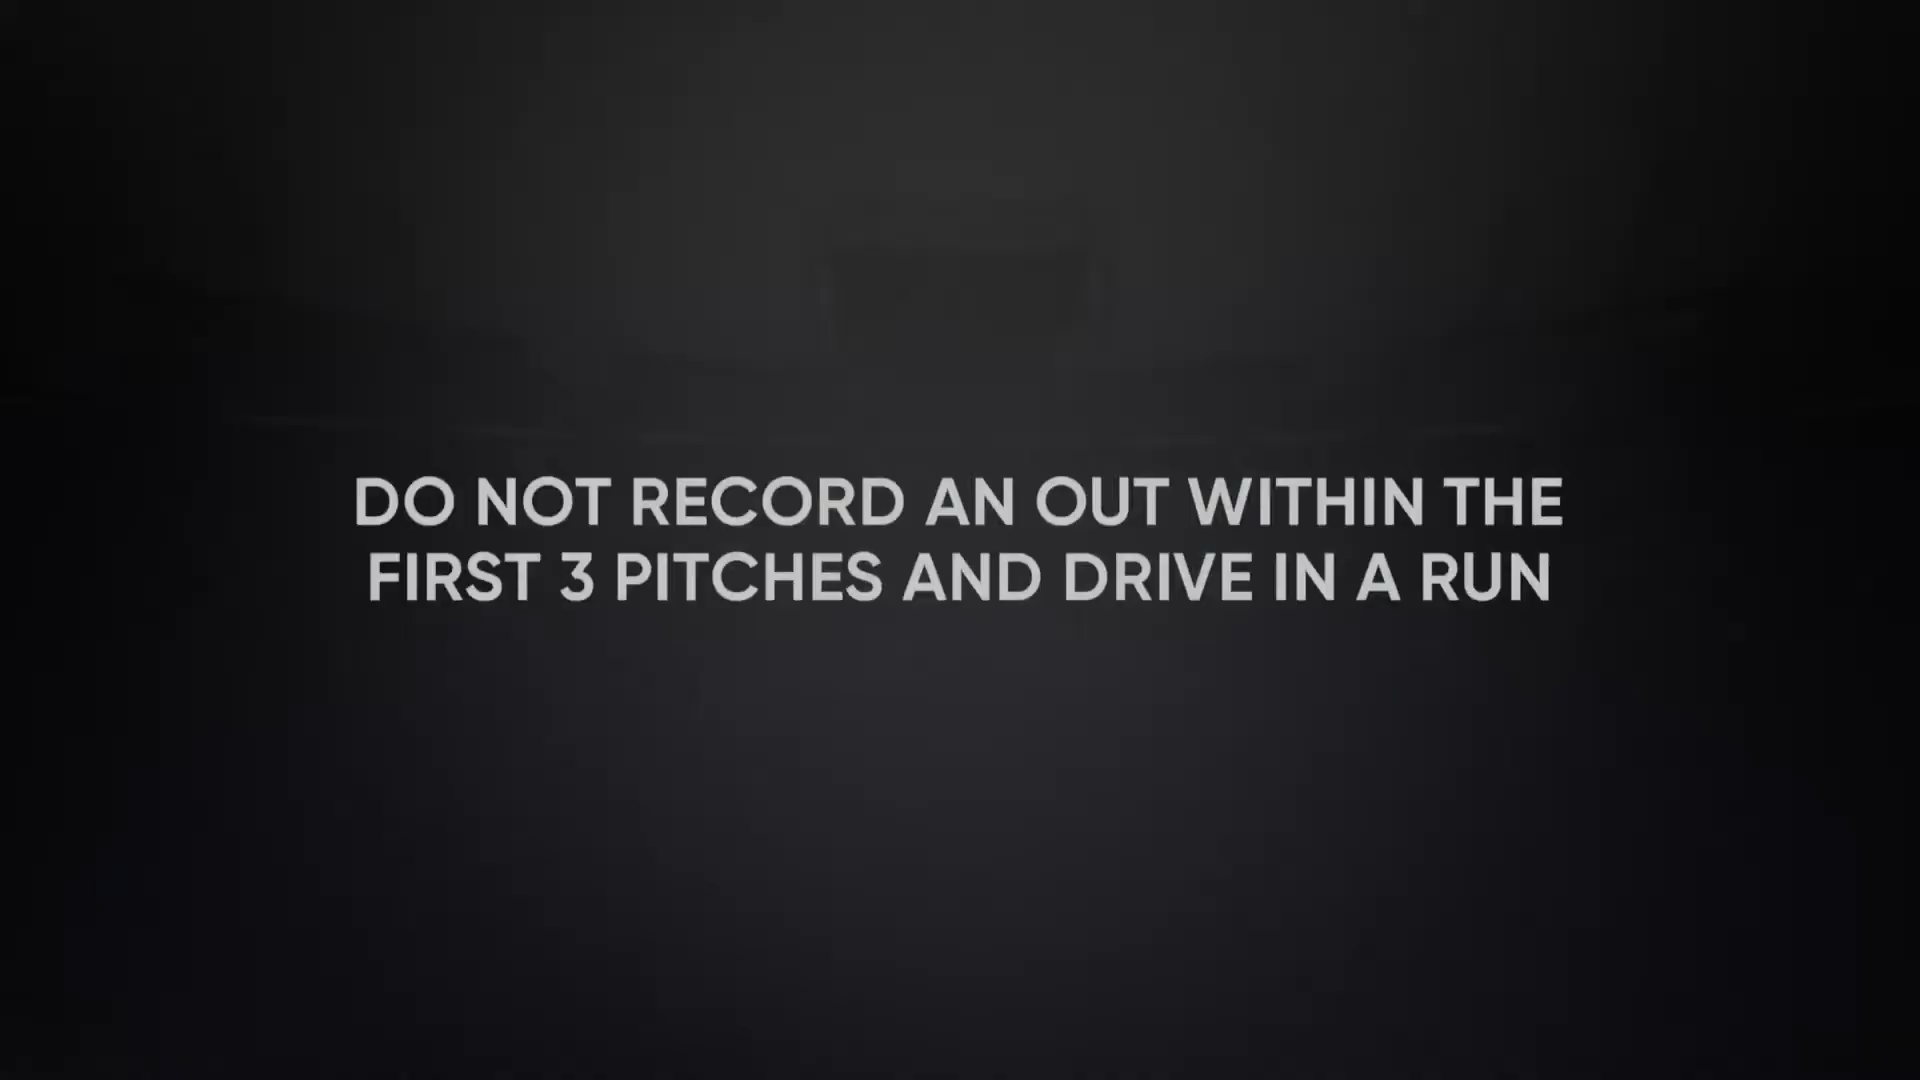 DO NOT RECORD AN OUT WITHIN THE
FIRST 3 PITCHES AND DRIVE IN A RUN